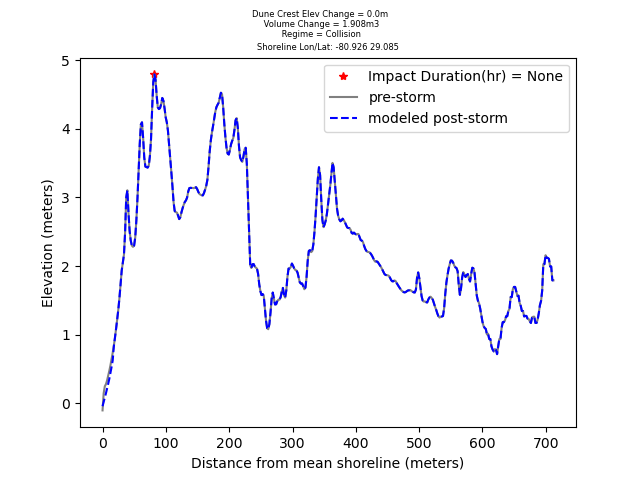 Dune Crest Elev Change = 0.0m
Volume Change = 1.908m3
Regime = Collision
Shoreline Lon/Lat: -80.926 29.085
Impact Duration(hr) = None
pre-storm
modeled post-storm
Elevation (meters)
5
4
3
2
1
0
0 100 200 300 400 500 600 700
Distance from mean shoreline (meters)